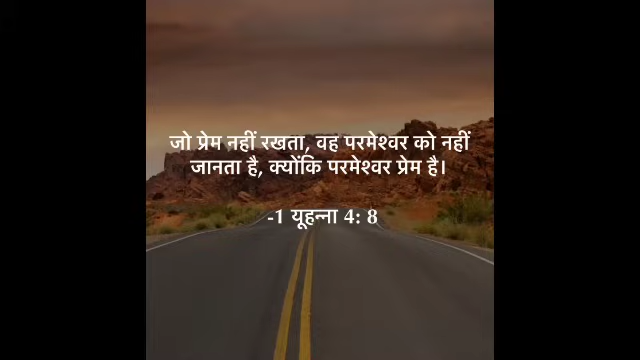 जो प्रेम नहीं रखता, वह परमेश्वर को नहीं
जानता है, क्योंकि परमेश्वर प्रेम है।
-1 यूहन्ना 4: 8